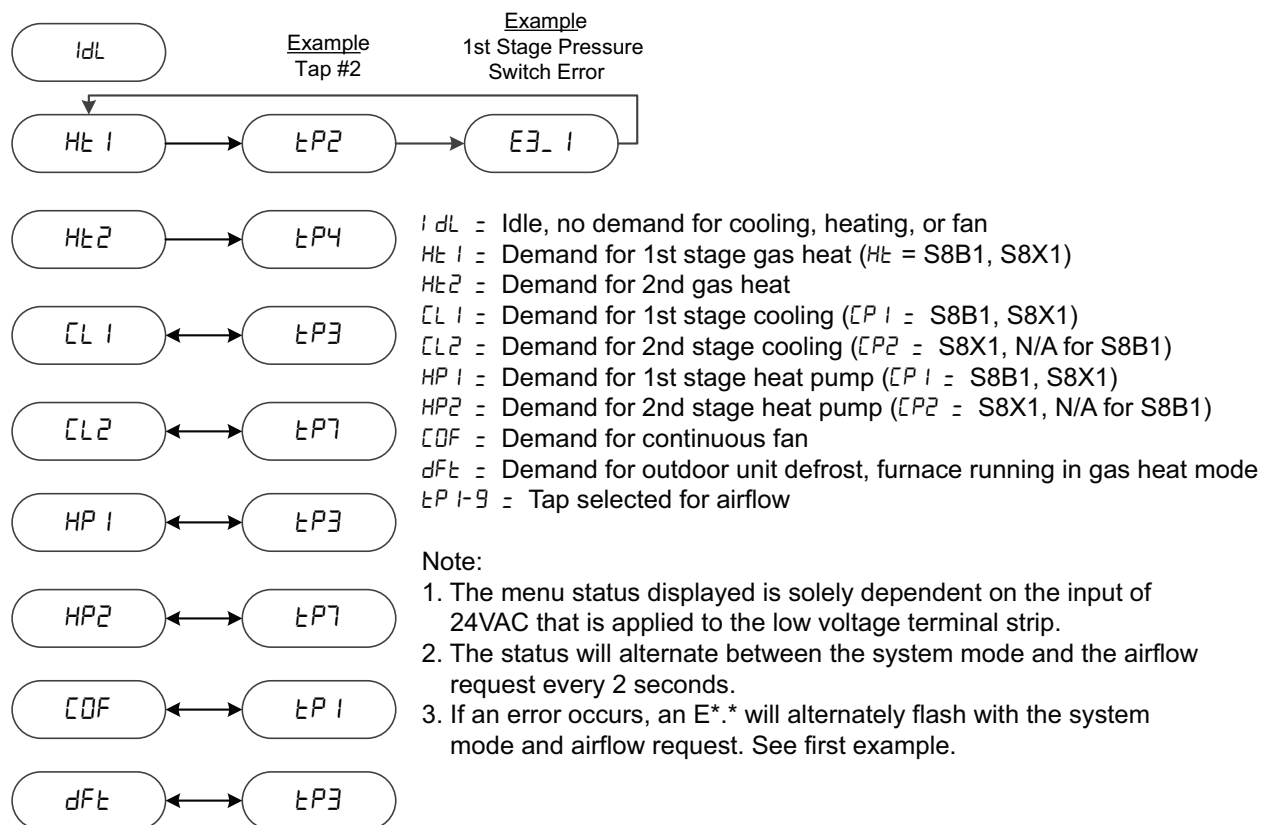 IdL
Example
Tap #2
Example
1st Stage Pressure
Switch Error
Ht 1
tP2
E3_ 1
Ht2
tP4
CL 1
tP3
CL2
tP7
HP 1
tP3
HP2
tP7
COF
tP 1
dFt
tP3
IdL = Idle, no demand for cooling, heating, or fan
Ht 1 = Demand for 1st stage gas heat (Ht = S8B1, S8X1)
Ht2 = Demand for 2nd gas heat
CL 1 = Demand for 1st stage cooling (CP 1 = S8B1, S8X1)
CL2 = Demand for 2nd stage cooling (CP2 = S8X1, N/A for S8B1)
HP 1 = Demand for 1st stage heat pump (CP 1 = S8B1, S8X1)
HP2 = Demand for 2nd stage heat pump (CP2 = S8X1, N/A for S8B1)
COF = Demand for continuous fan
dFt = Demand for outdoor unit defrost, furnace running in gas heat mode
tP 1-9 = Tap selected for airflow
Note:
1. The menu status displayed is solely dependent on the input of
24VAC that is applied to the low voltage terminal strip.
2. The status will alternate between the system mode and the airflow
request every 2 seconds.
3. If an error occurs, an E*.* will alternately flash with the system
mode and airflow request. See first example.